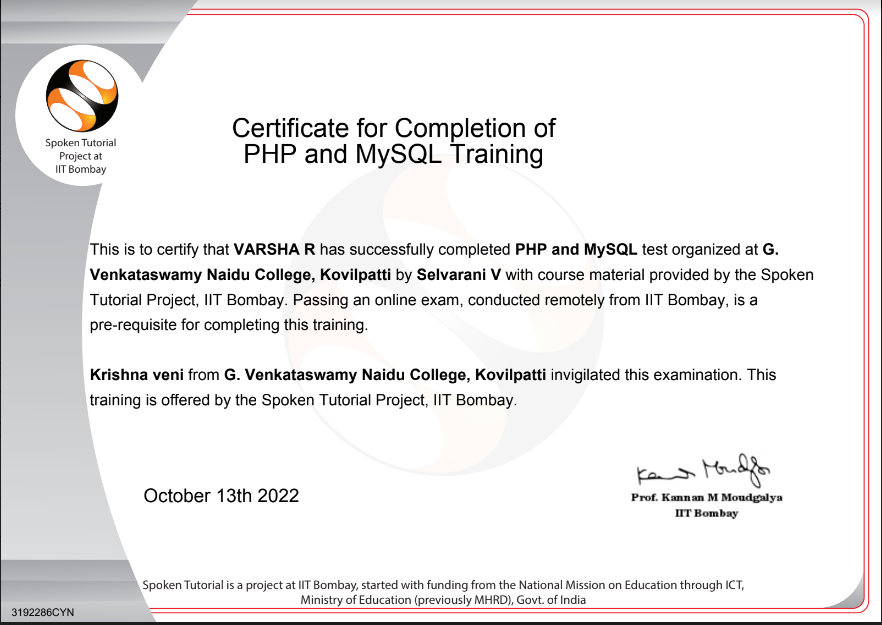 Spoken Tutorial
Project at
IIT Bombay
Certificate for Completion of
PHP and MySQL Training
This is to certify that VARSHA R has successfully completed PHP and MySQL test organized at G.
Venkataswamy Naidu College, Kovilpatti by Selvarani V with course material provided by the Spoken
Tutorial Project, IIT Bombay. Passing an online exam, conducted remotely from IIT Bombay, is a
pre-requisite for completing this training.
Krishna veni from G. Venkataswamy Naidu College, Kovilpatti invigilated this examination. This
training is offered by the Spoken Tutorial Project, IIT Bombay.
October 13th 2022
Prof. Kannan M Moudgalya
IIT Bombay
Spoken Tutorial is a project at IIT Bombay, started with funding from the National Mission on Education through ICT,
Ministry of Education (previously MHRD), Govt. of India
3192286CYN